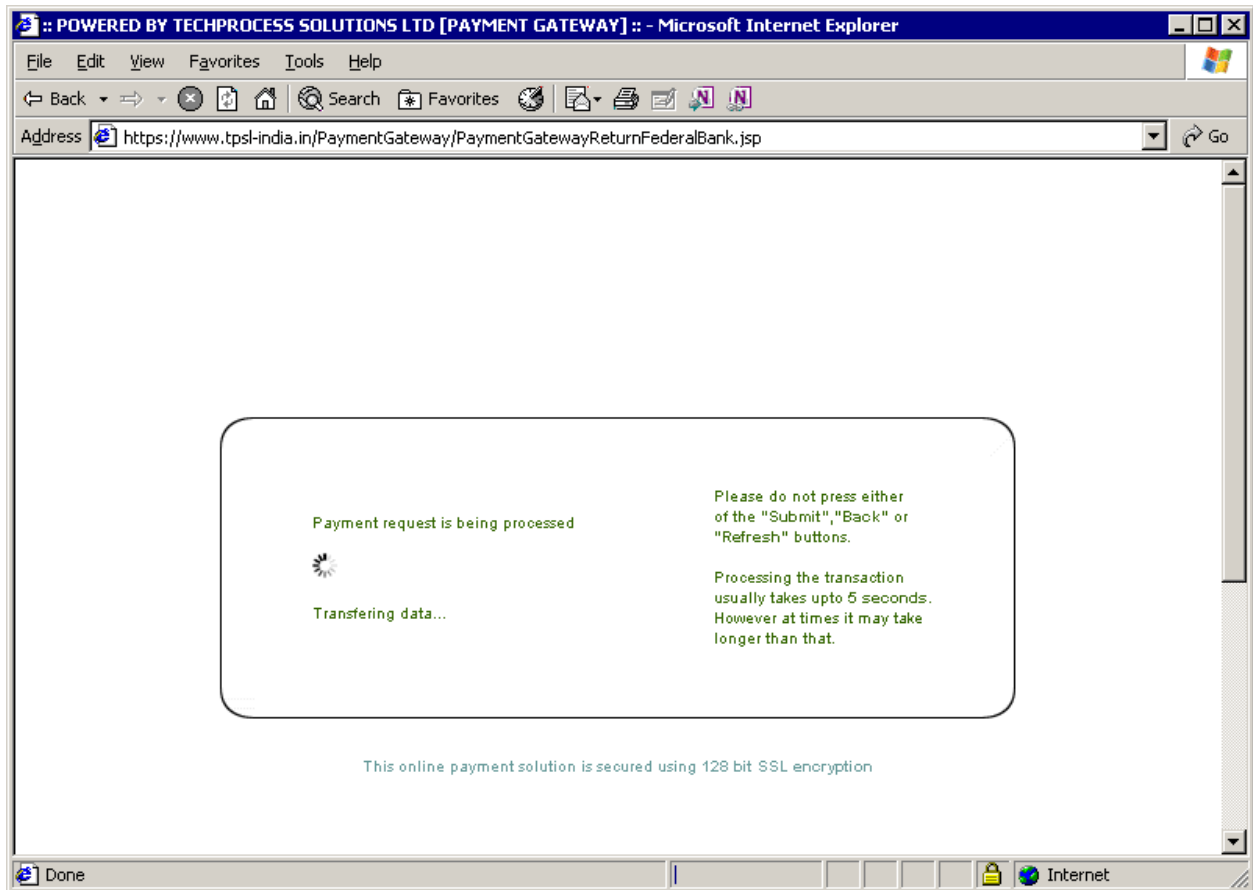 :: POWERED BY TECHPROCESS SOLUTIONS LTD [PAYMENT GATEWAY] :: - Microsoft Internet Explorer
File Edit View Favorites Tools Help
Back Search Favorites
Address https://www.tpsl-india.in/PaymentGateway/PaymentGatewayReturnFederalBank.jsp Go
Payment request is being processed
Transfering data...
Please do not press either
of the "Submit","Back" or
"Refresh" buttons.
Processing the transaction
usually takes upto 5 seconds.
However at times it may take
longer than that.
This online payment solution is secured using 128 bit SSL encryption
Done Internet